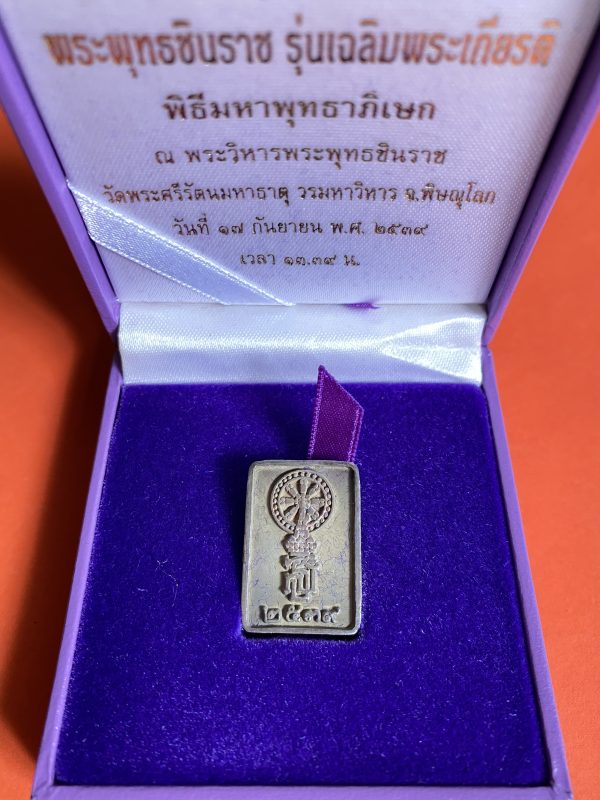 พระพุทธชินราช รุ่นเฉลิมพระเกียรติ
พิธีมหาพุทธาภิเษก
ณ พระวิหารพระพุทธชินราช
วัดพระศรีรัตนมหาธาตุ วรมหาวิหาร จ.พิษณุโลก
วันที่ ๑๗ กันยายน พ.ศ. ๒๕๓๙
เวลา ๑๓.๓๙ น.
๒๕๓๙